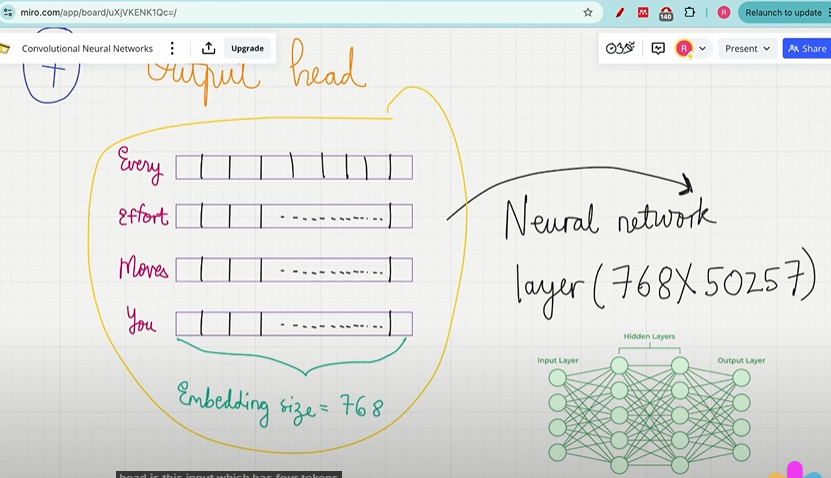 miro.com/app/board/uXjVKENK1Qc=/
140
R
Relaunch to update
Convolutional Neural Networks
Upgrade
R
Present
Share
Output head
Every
Effort
Moves
You
Embedding size = 768
Neural network
layer (768X50257)
Hidden Layers
Input Layer
Output Layer
head is this input which has four tokens